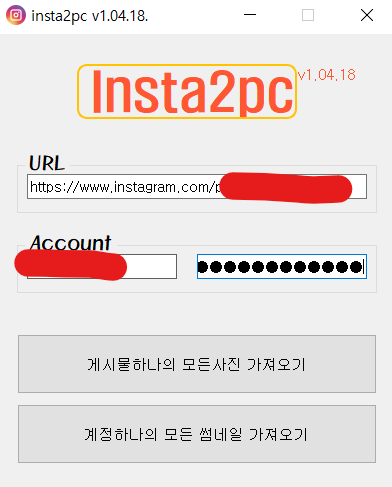 insta2pc v1.04.18.
Insta2pc v1.04.18
URL
https://www.instagram.com/p
Account
●●●●●●●●●●●●
게시물하나의 모든사진 가져오기
계정하나의 모든 썸네일 가져오기